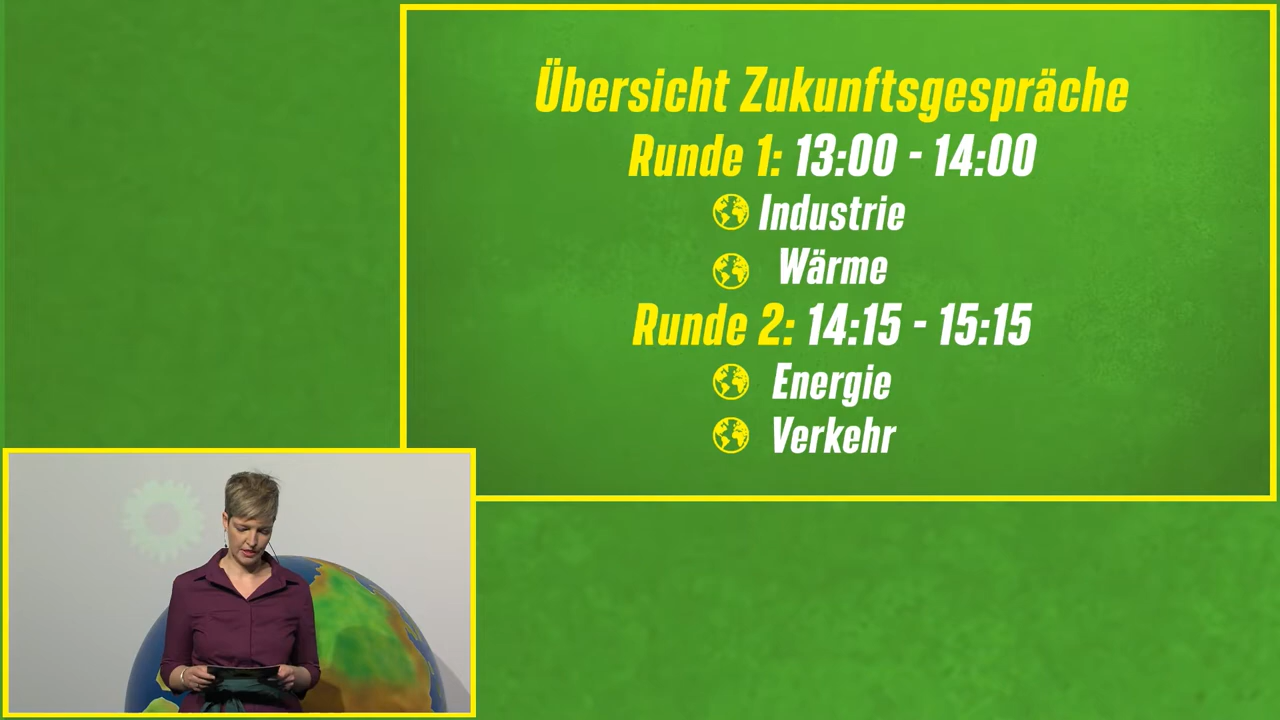 Übersicht Zukunftsgespräche
Runde 1: 13:00 - 14:00
Industrie
Wärme
Runde 2: 14:15 - 15:15
Energie
Verkehr